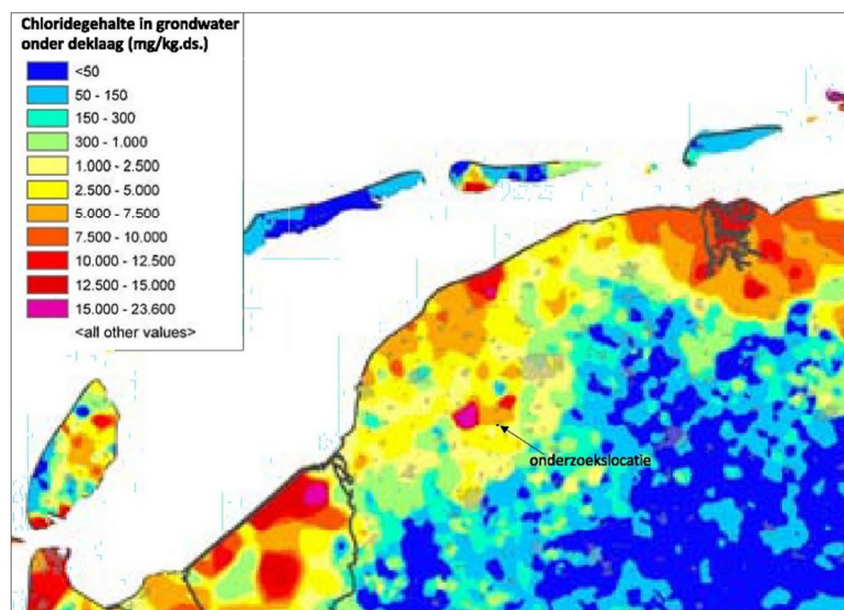 Chloridegehalte in grondwater
onder deklaag (mg/kg.ds.)
<50
50 - 150
150 - 300
300 - 1.000
1.000 - 2.500
2.500 - 5.000
5.000 - 7.500
7.500 - 10.000
10.000 - 12.500
12.500 - 15.000
15.000 - 23.600
<all other values>
onderzoekslocatie